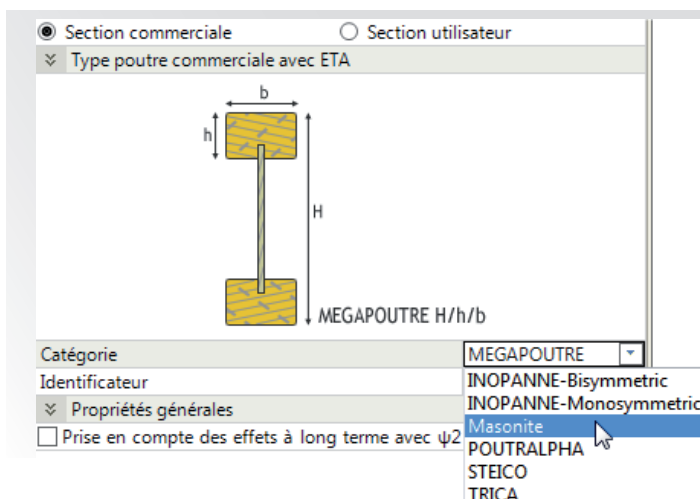 Section commerciale Section utilisateur
Type poutre commerciale avec ETA
b
h
H
MEGAPOUTRE H/h/b
Catégorie MEGAPOUTRE
Identificateur INOPANNE-Bisymmetric
INOPANNE-Monosymmetric
Propriétés générales
Masonite
Prise en compte des effets à long terme avec ψ2
POUTRALPHA
STEICO
TRICA